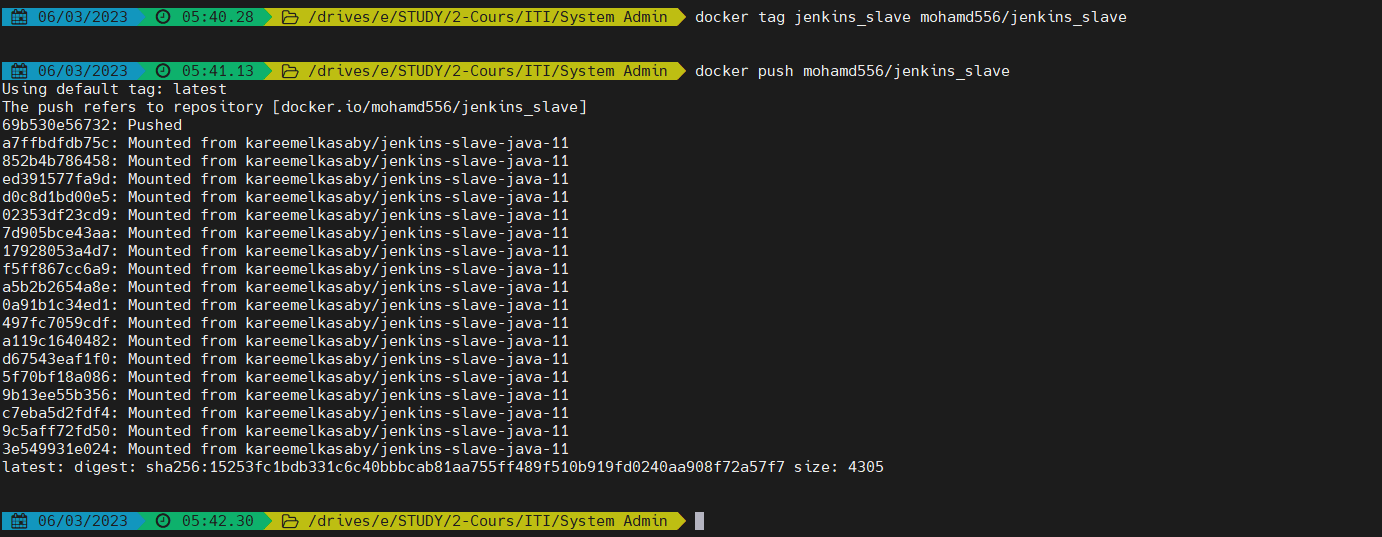 06/03/2023 05:40.28 /drives/e/STUDY/2-Cours/ITI/System Admin docker tag jenkins_slave mohamd556/jenkins_slave
06/03/2023 05:41.13 /drives/e/STUDY/2-Cours/ITI/System Admin docker push mohamd556/jenkins_slave
Using default tag: latest
The push refers to repository [docker.io/mohamd556/jenkins_slave]
69b530e56732: Pushed
a7ffbdfdb75c: Mounted from kareemelkasaby/jenkins-slave-java-11
852b4b786458: Mounted from kareemelkasaby/jenkins-slave-java-11
ed391577fa9d: Mounted from kareemelkasaby/jenkins-slave-java-11
d0c8d1bd00e5: Mounted from kareemelkasaby/jenkins-slave-java-11
02353df23cd9: Mounted from kareemelkasaby/jenkins-slave-java-11
7d905bce43aa: Mounted from kareemelkasaby/jenkins-slave-java-11
17928053a4d7: Mounted from kareemelkasaby/jenkins-slave-java-11
f5ff867cc6a9: Mounted from kareemelkasaby/jenkins-slave-java-11
a5b2b2654a8e: Mounted from kareemelkasaby/jenkins-slave-java-11
0a91b1c34ed1: Mounted from kareemelkasaby/jenkins-slave-java-11
497fc7059cdf: Mounted from kareemelkasaby/jenkins-slave-java-11
a119c1640482: Mounted from kareemelkasaby/jenkins-slave-java-11
d67543eaf1f0: Mounted from kareemelkasaby/jenkins-slave-java-11
5f70bf18a086: Mounted from kareemelkasaby/jenkins-slave-java-11
9b13ee55b356: Mounted from kareemelkasaby/jenkins-slave-java-11
c7eba5d2fdf4: Mounted from kareemelkasaby/jenkins-slave-java-11
9c5aff72fd50: Mounted from kareemelkasaby/jenkins-slave-java-11
3e549931e024: Mounted from kareemelkasaby/jenkins-slave-java-11
latest: digest: sha256:15253fc1bdb331c6c40bbbcab81aa755ff489f510b919fd0240aa908f72a57f7 size: 4305
06/03/2023 05:42.30 /drives/e/STUDY/2-Cours/ITI/System Admin